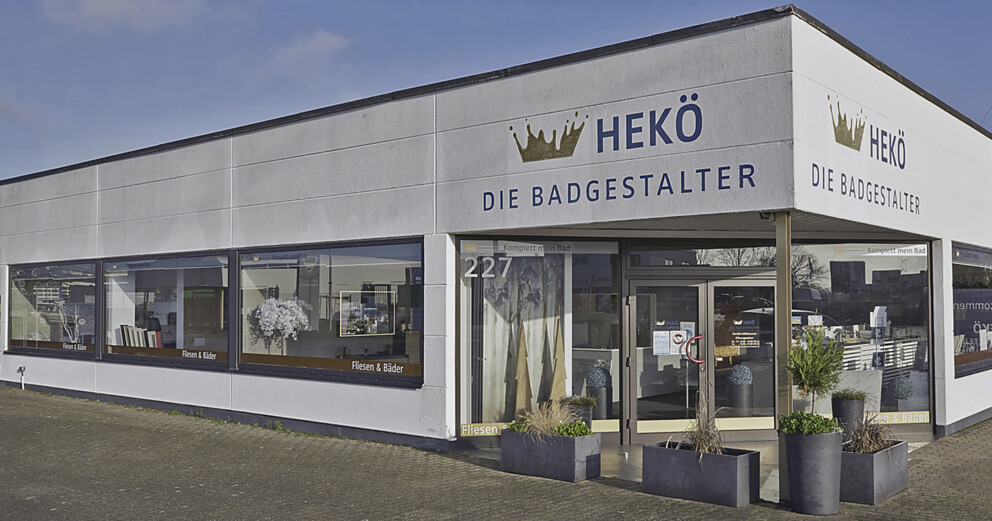 HEKÖ
DIE BADGESTALTER
HEKÖ
DIE BADGESTALTER
Komplett mein Bad
Komplett mein Bad
227
Fliesen & Bäder
Fliesen & Bäder
Fliesen & Bäder
Fliesen
HEKÖ